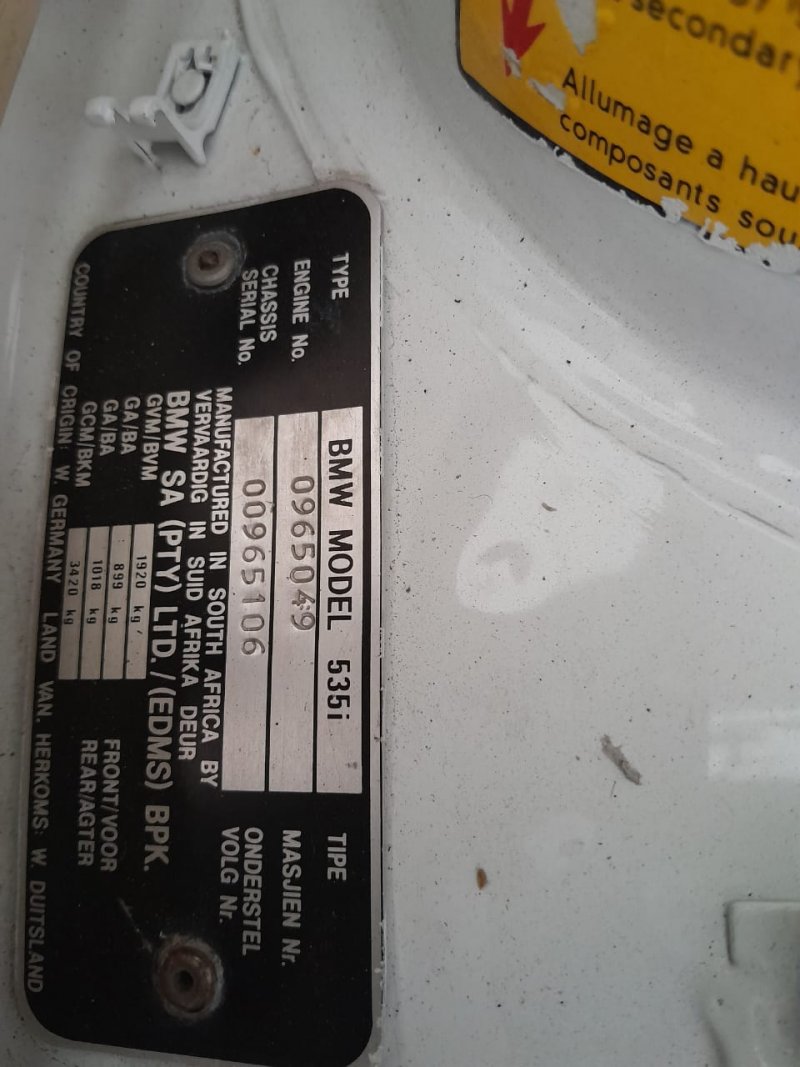 TYPE BMW MODEL 535i TIPE
ENGINE No. 0965049 MASJIEN Nr.
CHASSIS ONDERSTEL
SERIAL No. 00965106 VOLG Nr.
MANUFACTURED IN SOUTH AFRICA BY
VERVAARDIG IN SUID AFRIKA DEUR
BMW SA (PTY) LTD./(EDMS) BPK.
GVM/BVM 1920 kg
GA/BA 899 kg FRONT/VOOR
GA/BA 1018 kg REAR/AGTER
GCM/BKM 3420 kg
COUNTRY OF ORIGIN: W. GERMANY LAND VAN. HERKOMS: W. DUITSLAND
secondary
Allumage a hau
composants sou